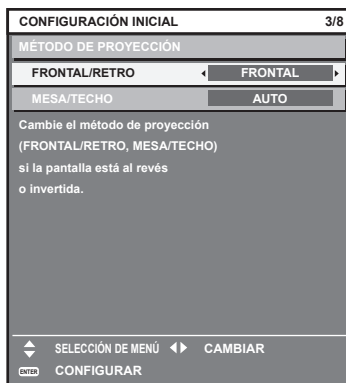 CONFIGURACIÓN INICIAL 3/8
MÉTODO DE PROYECCIÓN
FRONTAL/RETRO FRONTAL
MESA/TECHO AUTO
Cambie el método de proyección
(FRONTAL/RETRO, MESA/TECHO)
si la pantalla está al revés
o invertida.
SELECCIÓN DE MENÚ CAMBIAR
ENTER CONFIGURAR